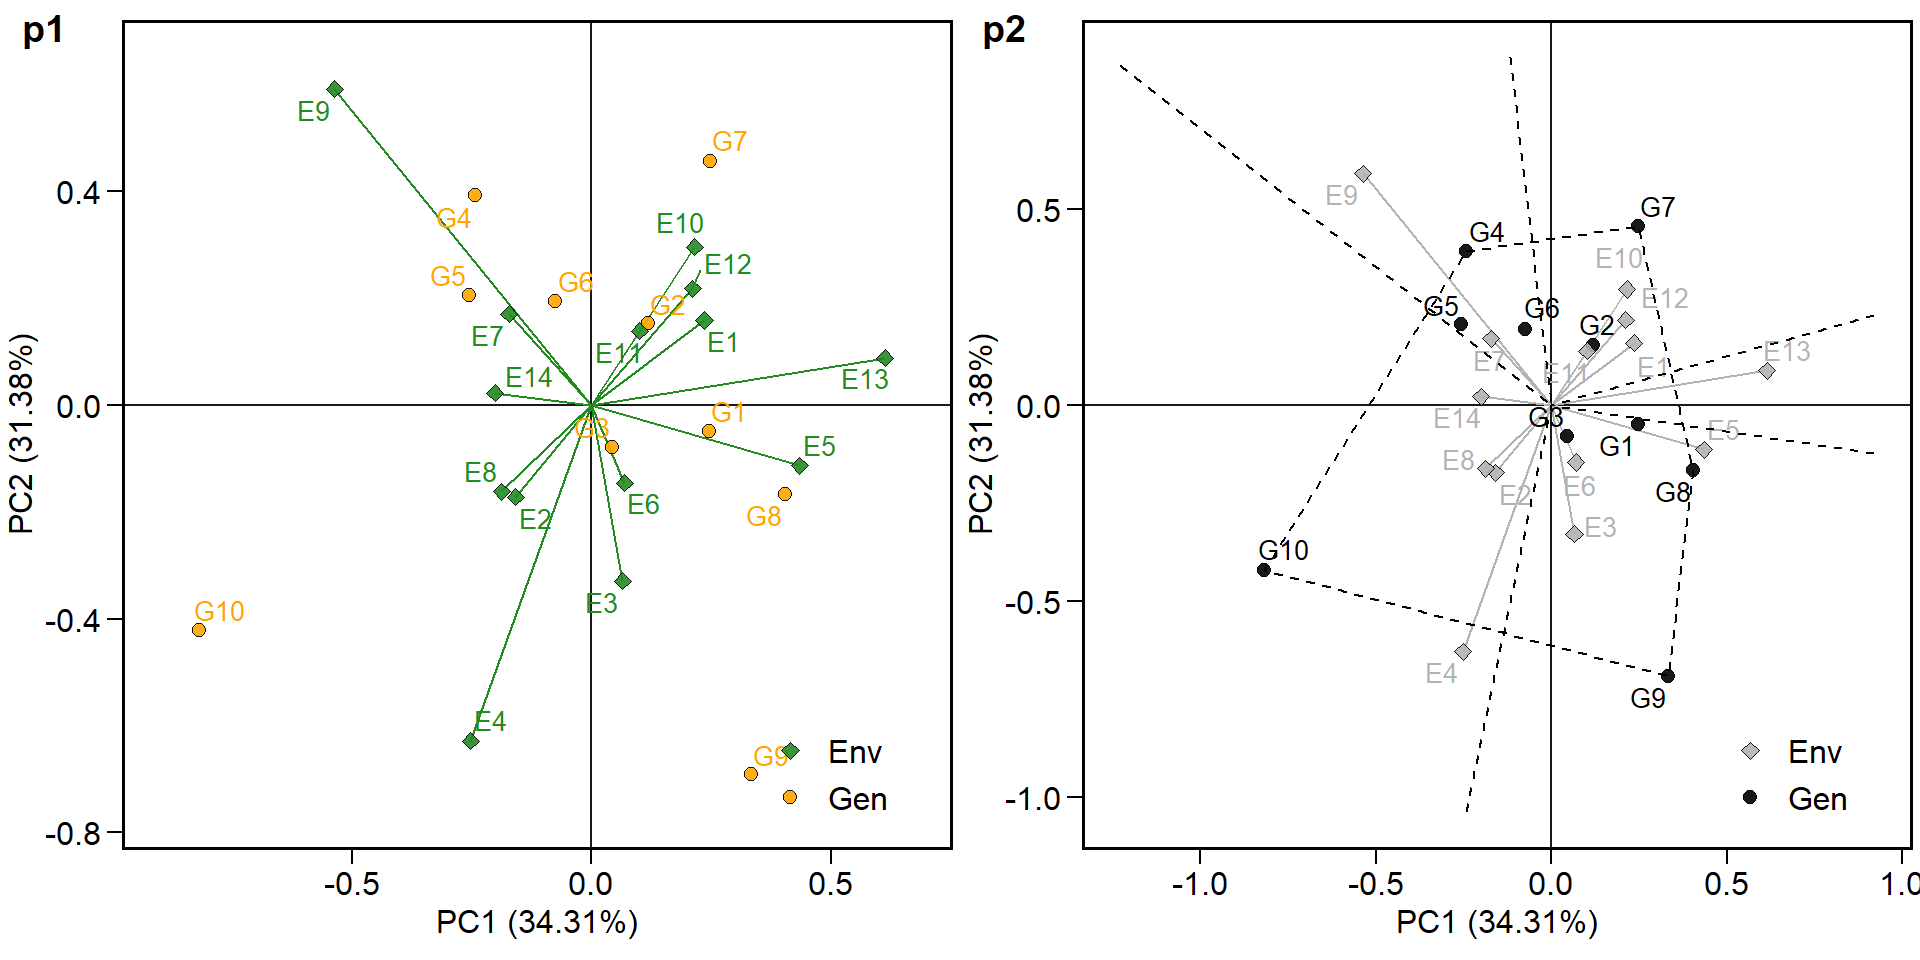 p1
E9
G7
G4
E10
E12
G5
G6
G2
E7
E11
E1
E14
E13
G3
G1
E5
E8
E2
E6
G8
E3
G10
E4
G9
Env
Gen
0.4
0.0
-0.4
-0.8
-0.5
0.0
0.5
PC1 (34.31%)
PC2 (31.38%)
p2
E9
G7
G4
E10
E12
G5
G6
G2
E7
E11
E1
E13
E14
G3
G1
E5
E8
E2
E6
G8
E3
G10
E4
G9
Env
Gen
0.5
0.0
-0.5
-1.0
-1.0
-0.5
0.0
0.5
1.0
PC1 (34.31%)
PC2 (31.38%)